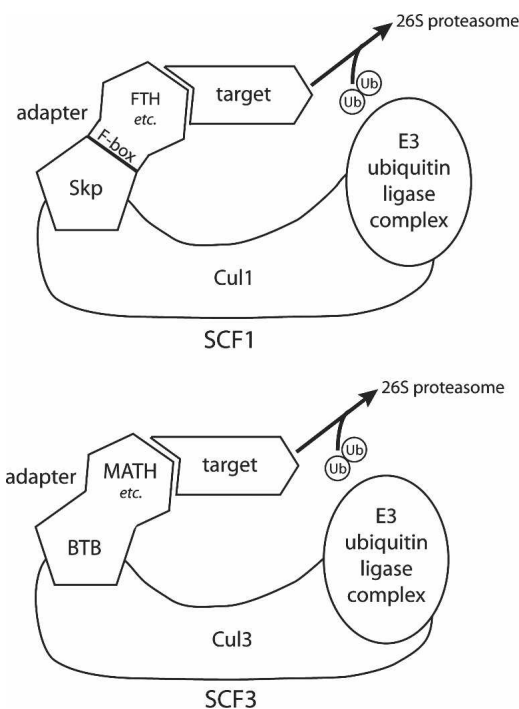 26S proteasome
FTH
etc.
target
Ub
Ub
adapter
F-box
Skp
E3
ubiquitin
ligase
complex
Cul1
SCF1
26S proteasome
MATH
etc.
target
Ub
Ub
adapter
BTB
E3
ubiquitin
ligase
complex
Cul3
SCF3